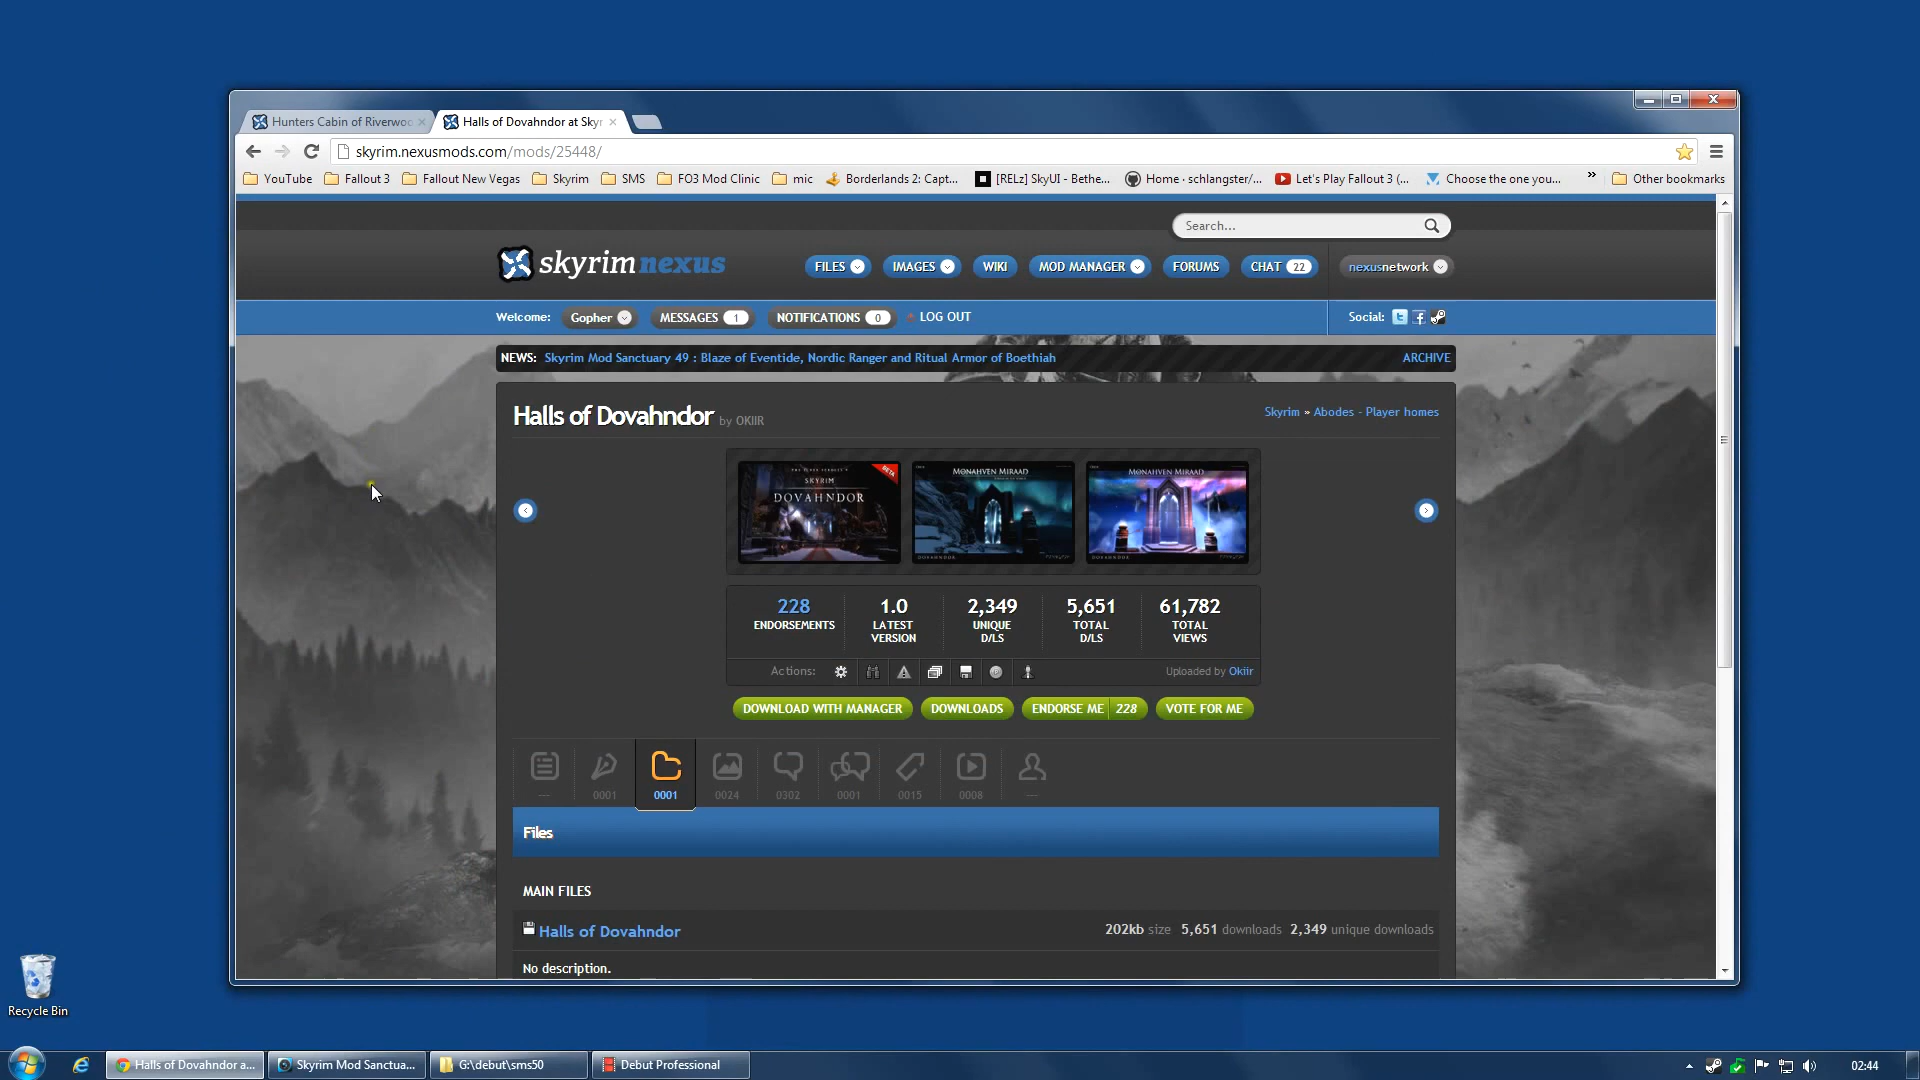 Hunters Cabin of Riverwoo
Halls of Dovahndor at Skyr
skyrim.nexusmods.com/mods/25448/
YouTube Fallout 3 Fallout New Vegas Skyrim SMS FO3 Mod Clinic mic Borderlands 2: Capt... [RELz] SkyUI - Bethe... Home · schlangster/... Let's Play Fallout 3 (... Choose the one you... » Other bookmarks
Search...
skyrim nexus
FILES IMAGES WIKI MOD MANAGER FORUMS CHAT 22 nexusnetwork
Welcome: Gopher MESSAGES 1 NOTIFICATIONS 0 LOG OUT Social:
NEWS: Skyrim Mod Sanctuary 49 : Blaze of Eventide, Nordic Ranger and Ritual Armor of Boethiah ARCHIVE
Halls of Dovahndor by OKIIR Skyrim » Abodes - Player homes
BETA
SKYRIM
DOVAHNDOR
MONAHVEN MIRAAD
DOVAHNDOR
MONAHVEN MIRAAD
DOVAHNDOR
228 1.0 2,349 5,651 61,782
ENDORSEMENTS LATEST VERSION UNIQUE D/LS TOTAL D/LS TOTAL VIEWS
Actions: Uploaded by Okiir
DOWNLOAD WITH MANAGER DOWNLOADS ENDORSE ME 228 VOTE FOR ME
0001 0001 0024 0302 0001 0015 0008
Files
MAIN FILES
Halls of Dovahndor 202kb size 5,651 downloads 2,349 unique downloads
No description.
Recycle Bin
Halls of Dovahndor a... Skyrim Mod Sanctua... G:\debut\sms50 Debut Professional 02:44